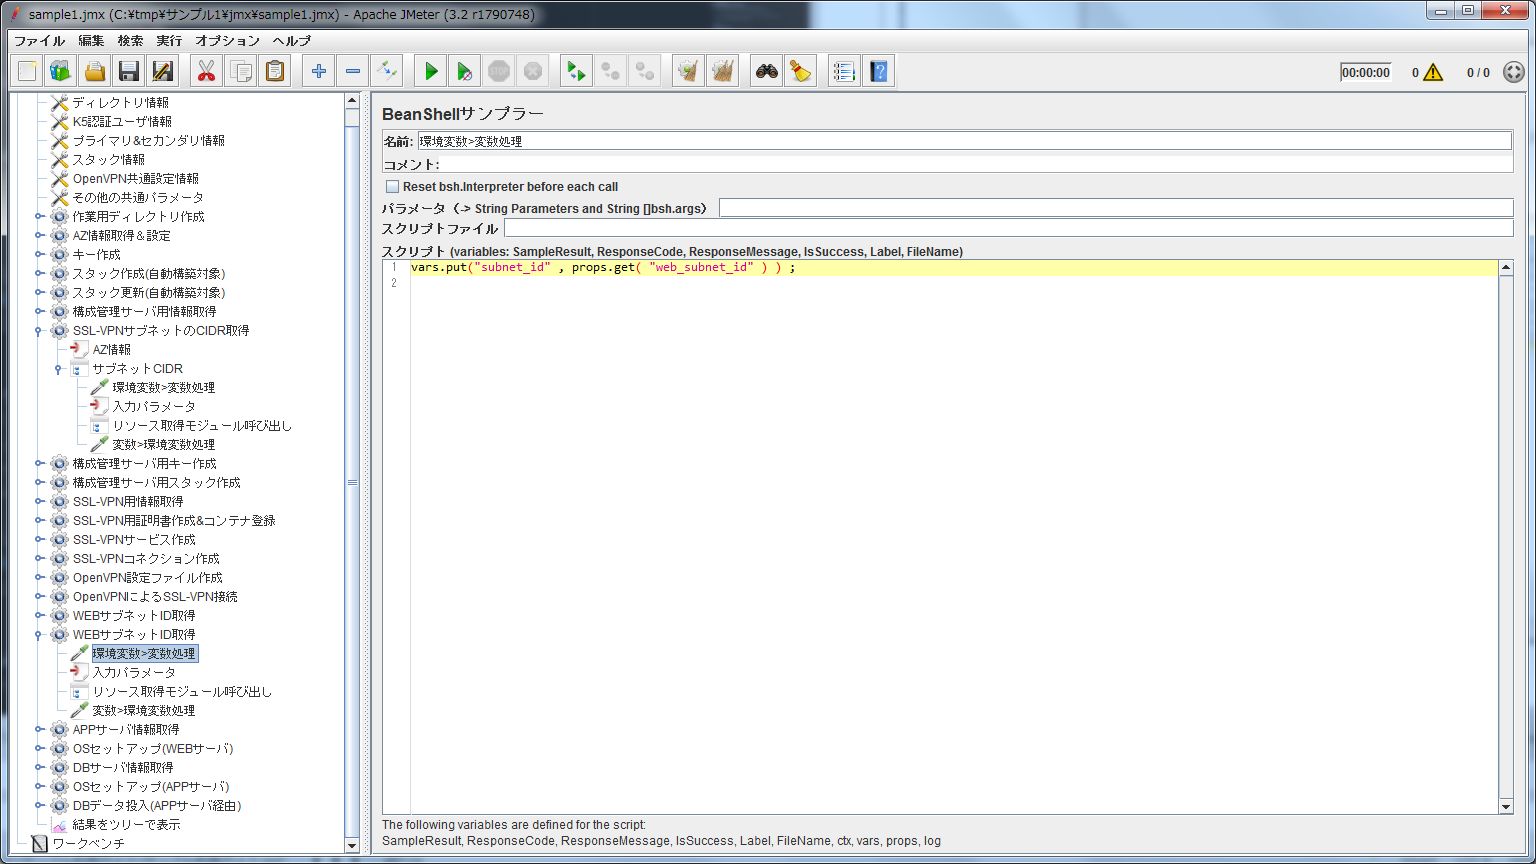 sample1.jmx (C:¥tmp¥サンプル1¥jmx¥sample1.jmx) - Apache JMeter (3.2 r1790748)
ファイル 編集 検索 実行 オプション ヘルプ
STOP
00:00:00 0 0 / 0
ディレクトリ情報
K5認証ユーザ情報
プライマリ&セカンダリ情報
スタック情報
OpenVPN共通設定情報
その他の共通パラメータ
作業用ディレクトリ作成
AZ情報取得＆設定
キー作成
スタック作成(自動構築対象)
スタック更新(自動構築対象)
構成管理サーバ用情報取得
SSL-VPNサブネットのCIDR取得
AZ情報
サブネットCIDR
環境変数>変数処理
入力パラメータ
リソース取得モジュール呼び出し
変数>環境変数処理
構成管理サーバ用キー作成
構成管理サーバ用スタック作成
SSL-VPN用情報取得
SSL-VPN用証明書作成&コンテナ登録
SSL-VPNサービス作成
SSL-VPNコネクション作成
OpenVPN設定ファイル作成
OpenVPNによるSSL-VPN接続
WEBサブネットID取得
WEBサブネットID取得
環境変数>変数処理
入力パラメータ
リソース取得モジュール呼び出し
変数>環境変数処理
APPサーバ情報取得
OSセットアップ(WEBサーバ)
DBサーバ情報取得
OSセットアップ(APPサーバ)
DBデータ投入(APPサーバ経由)
結果をツリーで表示
ワークベンチ
BeanShellサンプラー
名前: 環境変数>変数処理
コメント:
Reset bsh.Interpreter before each call
パラメータ（-> String Parameters and String []bsh.args）
スクリプトファイル
スクリプト (variables: SampleResult, ResponseCode, ResponseMessage, IsSuccess, Label, FileName)
1 vars.put("subnet_id" , props.get( "web_subnet_id" ) ) ;
2
The following variables are defined for the script:
SampleResult, ResponseCode, ResponseMessage, IsSuccess, Label, FileName, ctx, vars, props, log